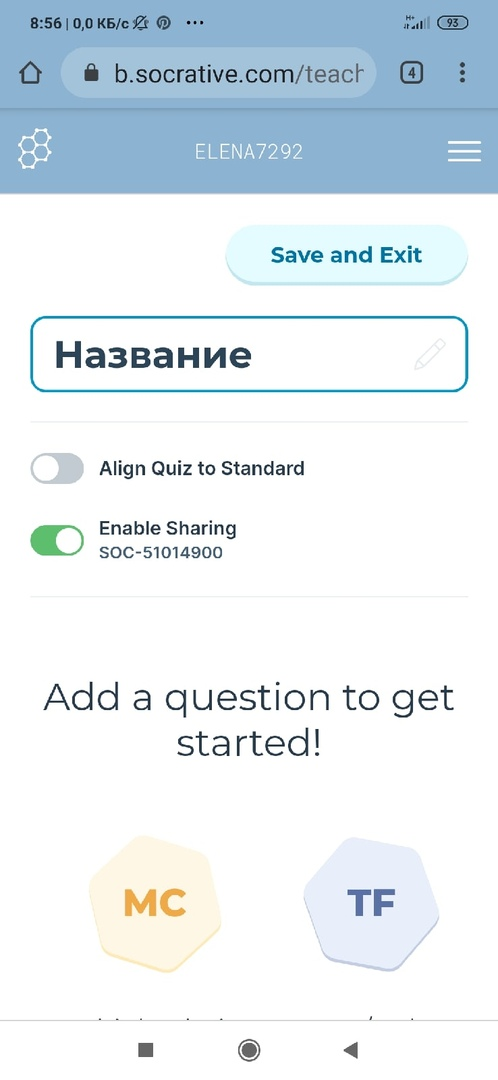 8:56 | 0,0 КБ/с ...
H+ 93
b.socrative.com/teach
4
ELENA7292
Save and Exit
Название
Align Quiz to Standard
Enable Sharing
SOC-51014900
Add a question to get
started!
MC TF